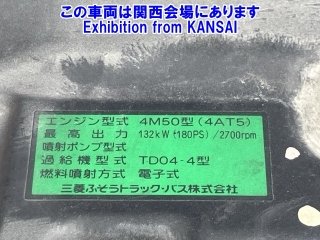 この車両は関西会場にあります
Exhibition from KANSAI
エンジン型式 4M50型(4AT5)
最高出力 132kW(180PS)/2700rpm
噴射ポンプ型式
過給機型式 TD04-4型
燃料噴射方式 電子式
三菱ふそうトラック・バス株式会社